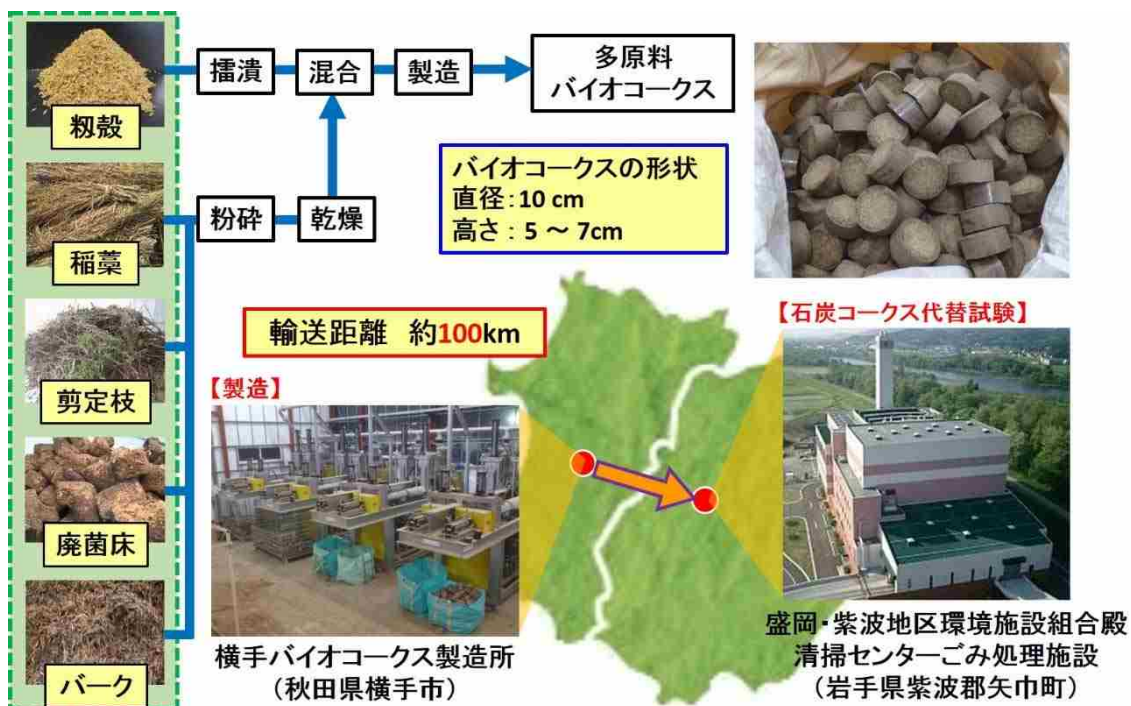 籾殻
稲藁
剪定枝
廃菌床
バーク
擂潰
混合
製造
多原料
バイオコークス
粉砕
乾燥
バイオコークスの形状
直径：10 cm
高さ： 5 ～ 7cm
輸送距離 約100km
【製造】
横手バイオコークス製造所
（秋田県横手市）
【石炭コークス代替試験】
盛岡・紫波地区環境施設組合殿
清掃センターごみ処理施設
（岩手県紫波郡矢巾町）